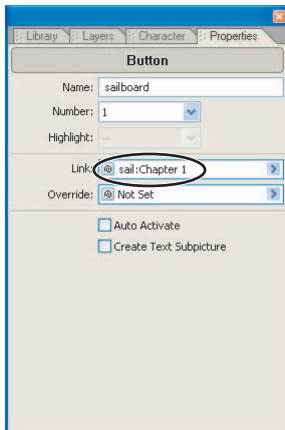 Library Layers Character Properties
Button
Name: sailboard
Number: 1
Highlight: --
Link: sail:Chapter 1
Override: Not Set
Auto Activate
Create Text Subpicture